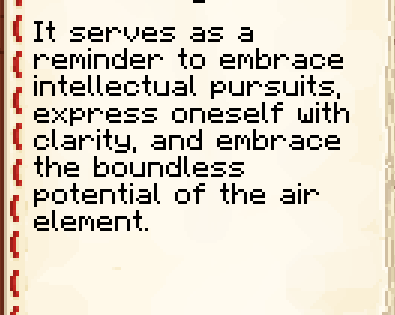 It serves as a
reminder to embrace
intellectual pursuits,
express oneself with
clarity, and embrace
the boundless
potential of the air
element.